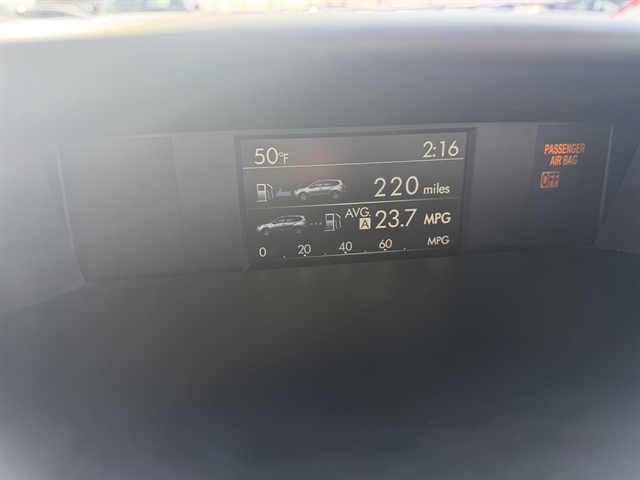 50°F 2:16
PASSENGER
AIR BAG
OFF
220 miles
AVG.
A 23.7 MPG
0 20 40 60 MPG